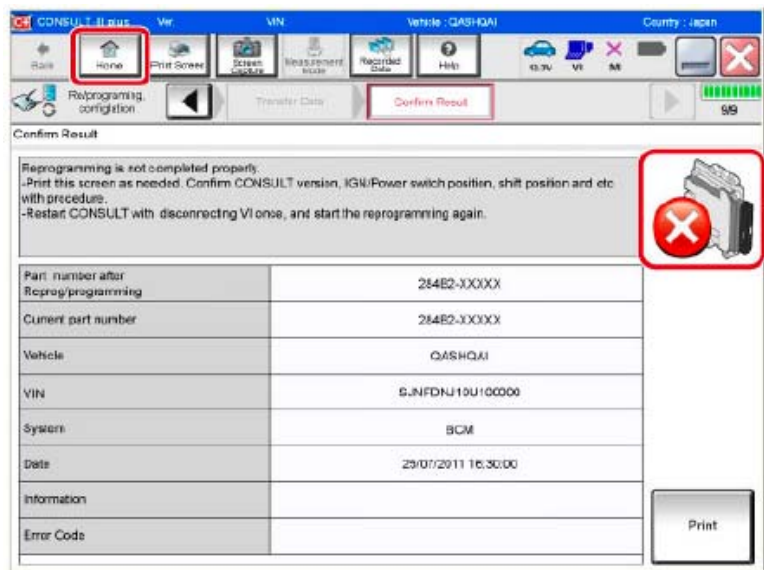 CONSULT-III plus Ver. VIN: Vehicle : QASHQAI Country : Japan
Back Home Print Screen Screen Capture Measurement Mode Recorded Data Help 13.3V VI MI
Re/programing, configlation Transfer Data Confirm Result 9/9
Confirm Result
Reprogramming is not completed properly.
-Print this screen as needed. Confirm CONSULT version, IGN/Power switch position, shift position and etc
with procedure.
-Restart CONSULT with disconnecting VI once, and start the reprogramming again.
Part number after
Reprog/programming
284B2-XXXXX
Current part number 284B2-XXXXX
Vehicle QASHQAI
VIN SJNFDNJ10U100000
System BCM
Date 25/07/2011 16:30:00
Information
Error Code
Print